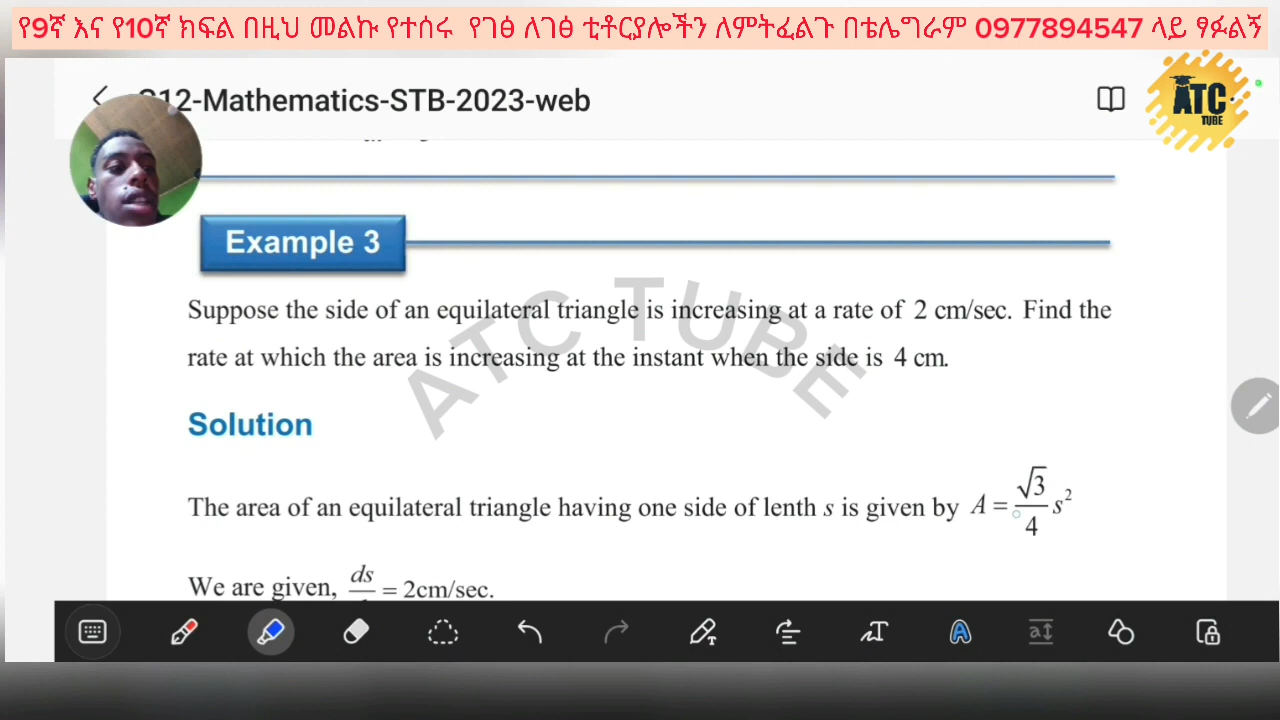 የ9ኛ እና የ10ኛ ክፍል በዚህ መልኩ የተሰሩ የገፅ ለገፅ ቲቶርያሎችን ለምትፈልጉ በቴሌግራም 0977894547 ላይ ፃፉልኝ
12-Mathematics-STB-2023-web
ATC
TUBE
Example 3
ATC TUBE
Suppose the side of an equilateral triangle is increasing at a rate of 2 cm/sec. Find the
rate at which the area is increasing at the instant when the side is 4 cm.
Solution
The area of an equilateral triangle having one side of lenth s is given by A = √3/4 s²
We are given, ds = 2cm/sec.